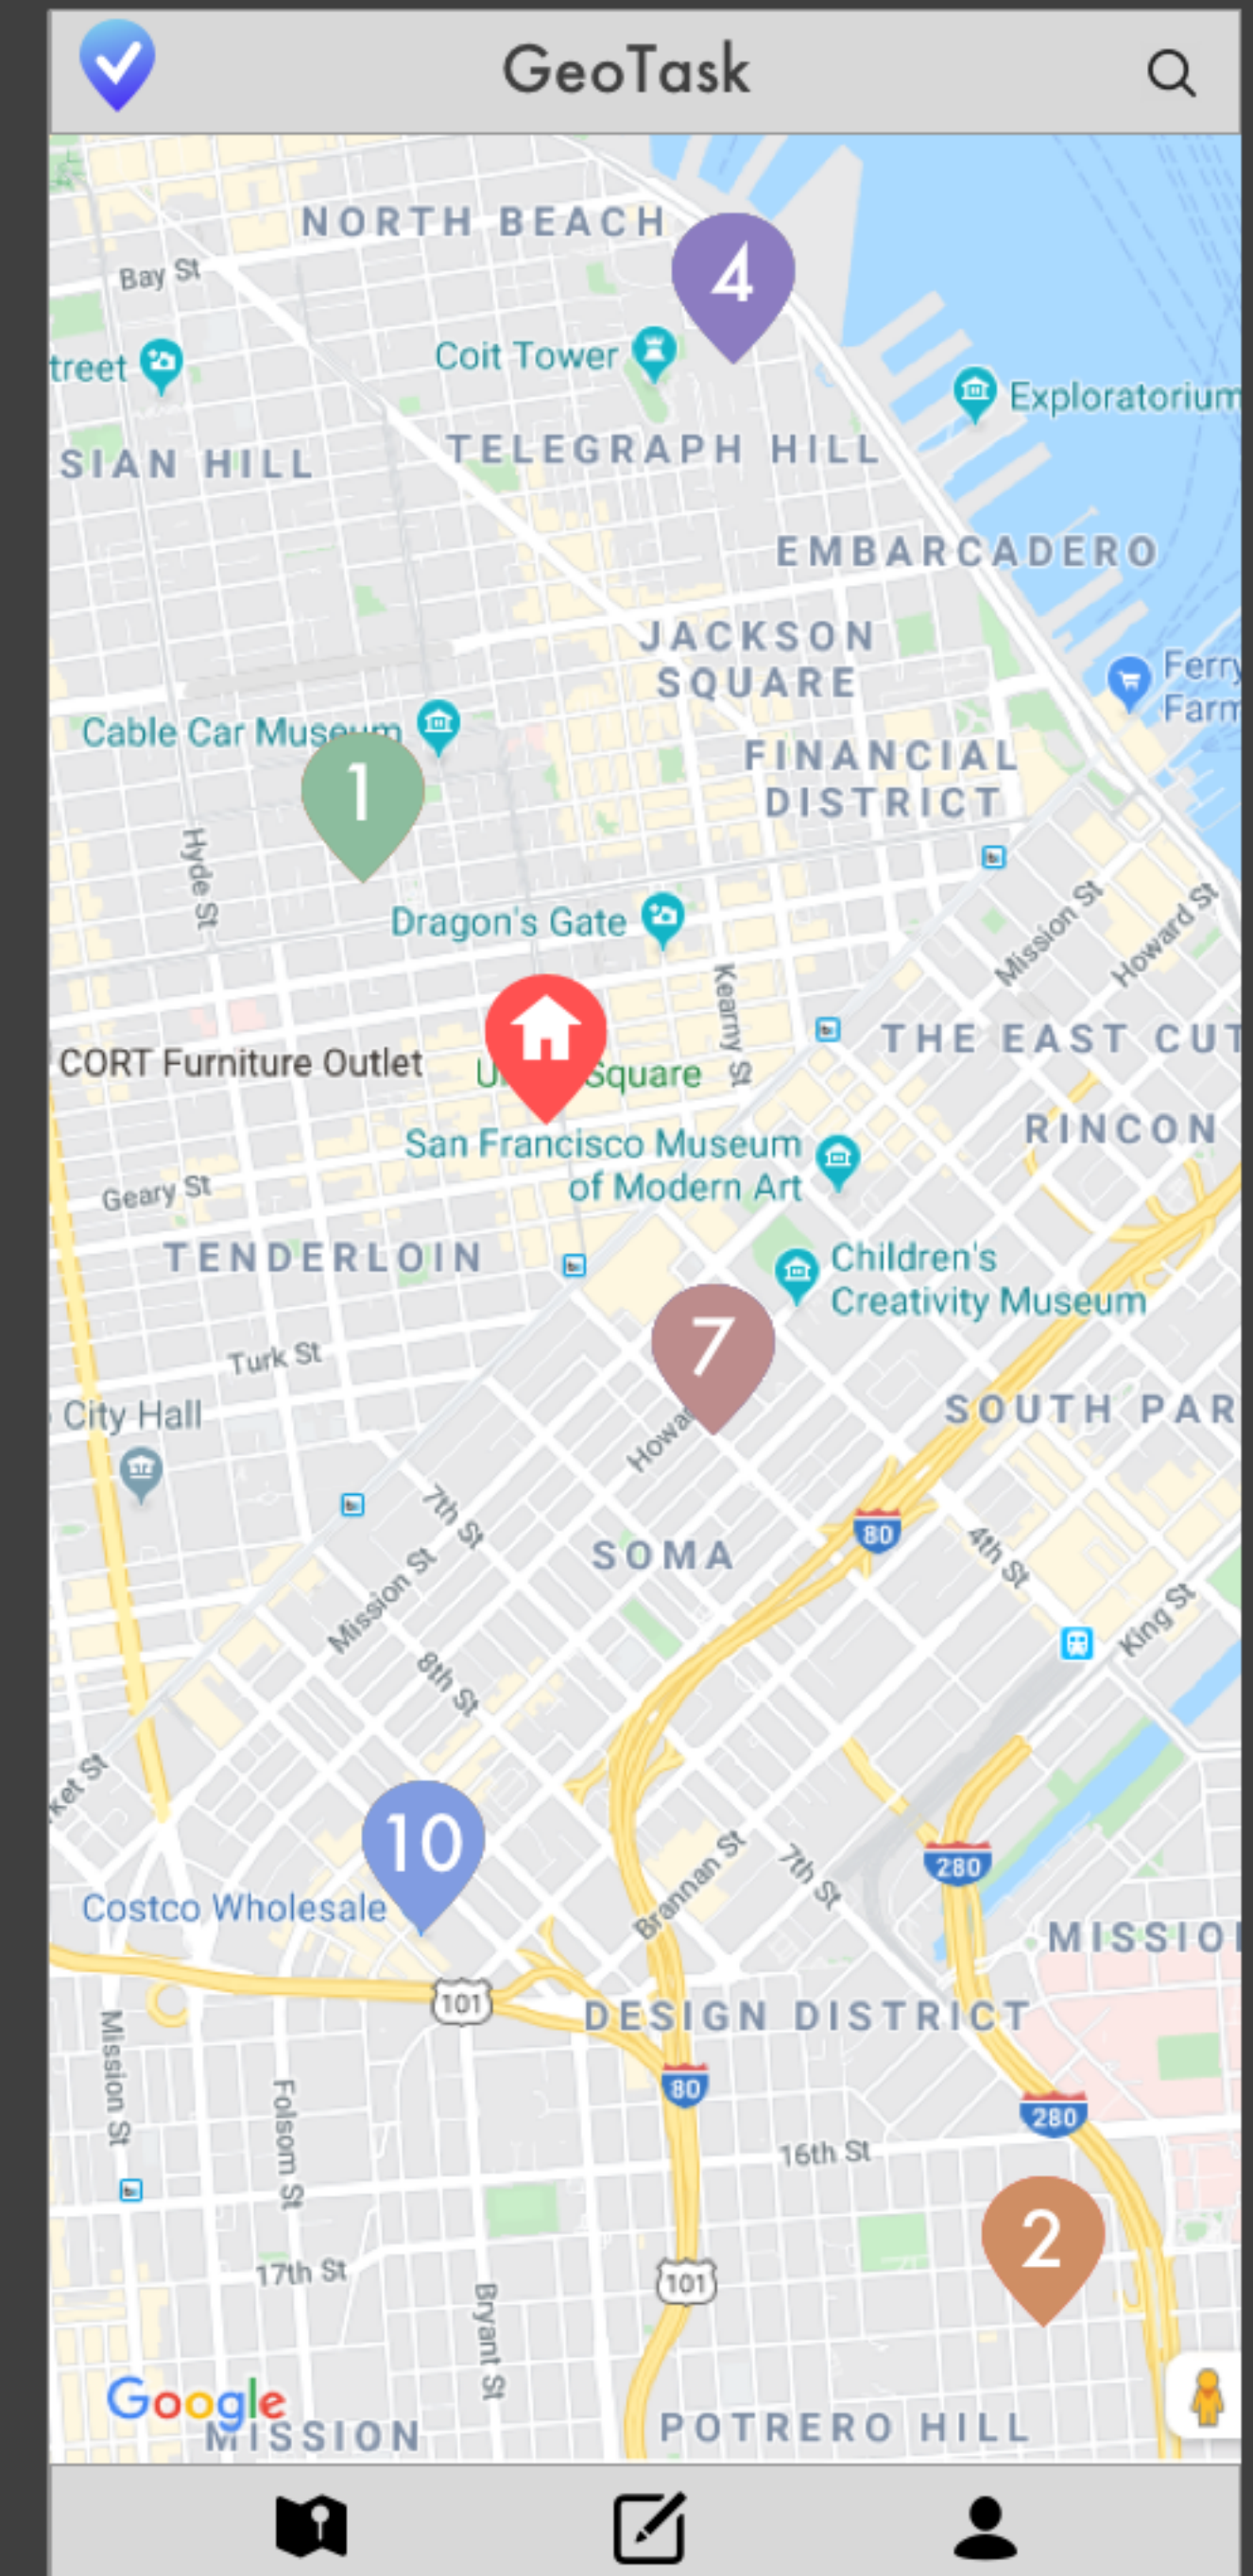 GeoTask
NORTH BEACH
4
Bay St
Coit Tower
treet
Exploratorium
TELEGRAPH HILL
SIAN HILL
EMBARCADERO
JACKSON
SQUARE
Ferry
Farm
Cable Car Museum
FINANCIAL
DISTRICT
1
Hyde St
Mission St
Howard St
Dragon's Gate
Kearny St
THE EAST CUT
CORT Furniture Outlet
U
Square
RINCON
San Francisco Museum
of Modern Art
Geary St
TENDERLOIN
Children's
Creativity Museum
7
Turk St
City Hall
SOUTH PAR
Howar
7th St
80
SOMA
4th St
Mission St
King St
8th St
ket St
10
Brannan St
7th St
280
Costco Wholesale
MISSIO
101
DESIGN DISTRICT
Mission St
80
Folsom St
280
16th St
2
17th St
101
Bryant St
Google
MISSION
POTRERO HILL